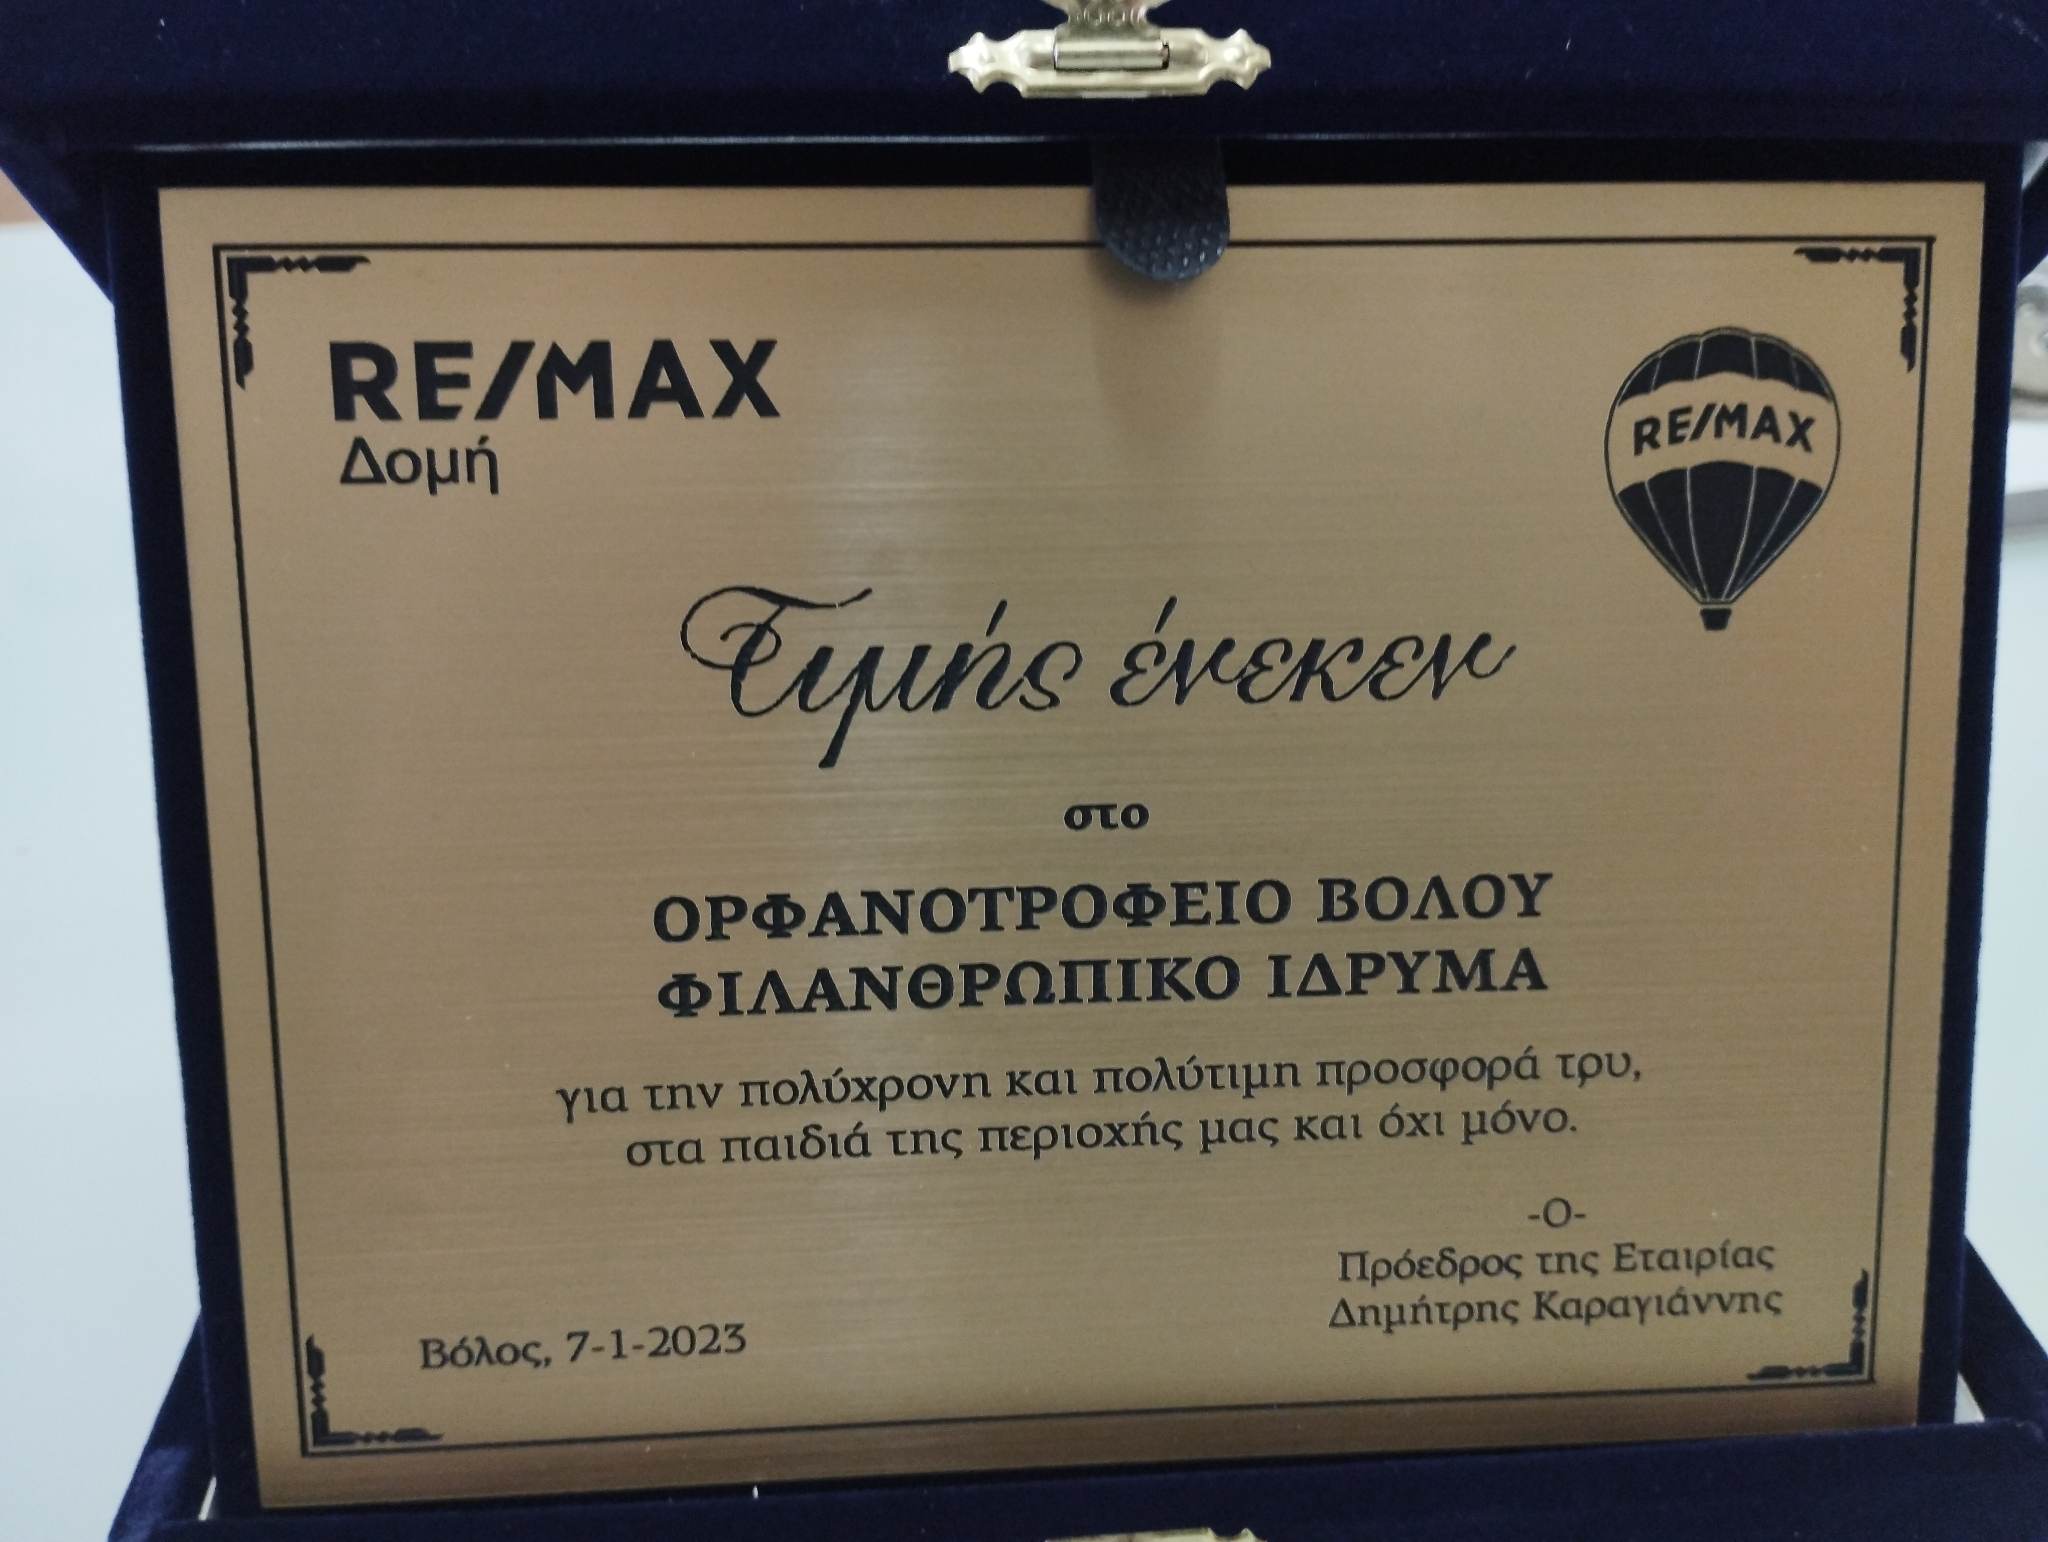 RE/MAX
Δομή
RE/MAX
Τιμής ένεκεν
στο
ΟΡΦΑΝΟΤΡΟΦΕΙΟ ΒΟΛΟΥ
ΦΙΛΑΝΘΡΩΠΙΚΟ ΙΔΡΥΜΑ
για την πολύχρονη και πολύτιμη προσφορά του,
στα παιδιά της περιοχής μας και όχι μόνο.
-Ο-
Πρόεδρος της Εταιρίας
Δημήτρης Καραγιάννης
Βόλος, 7-1-2023